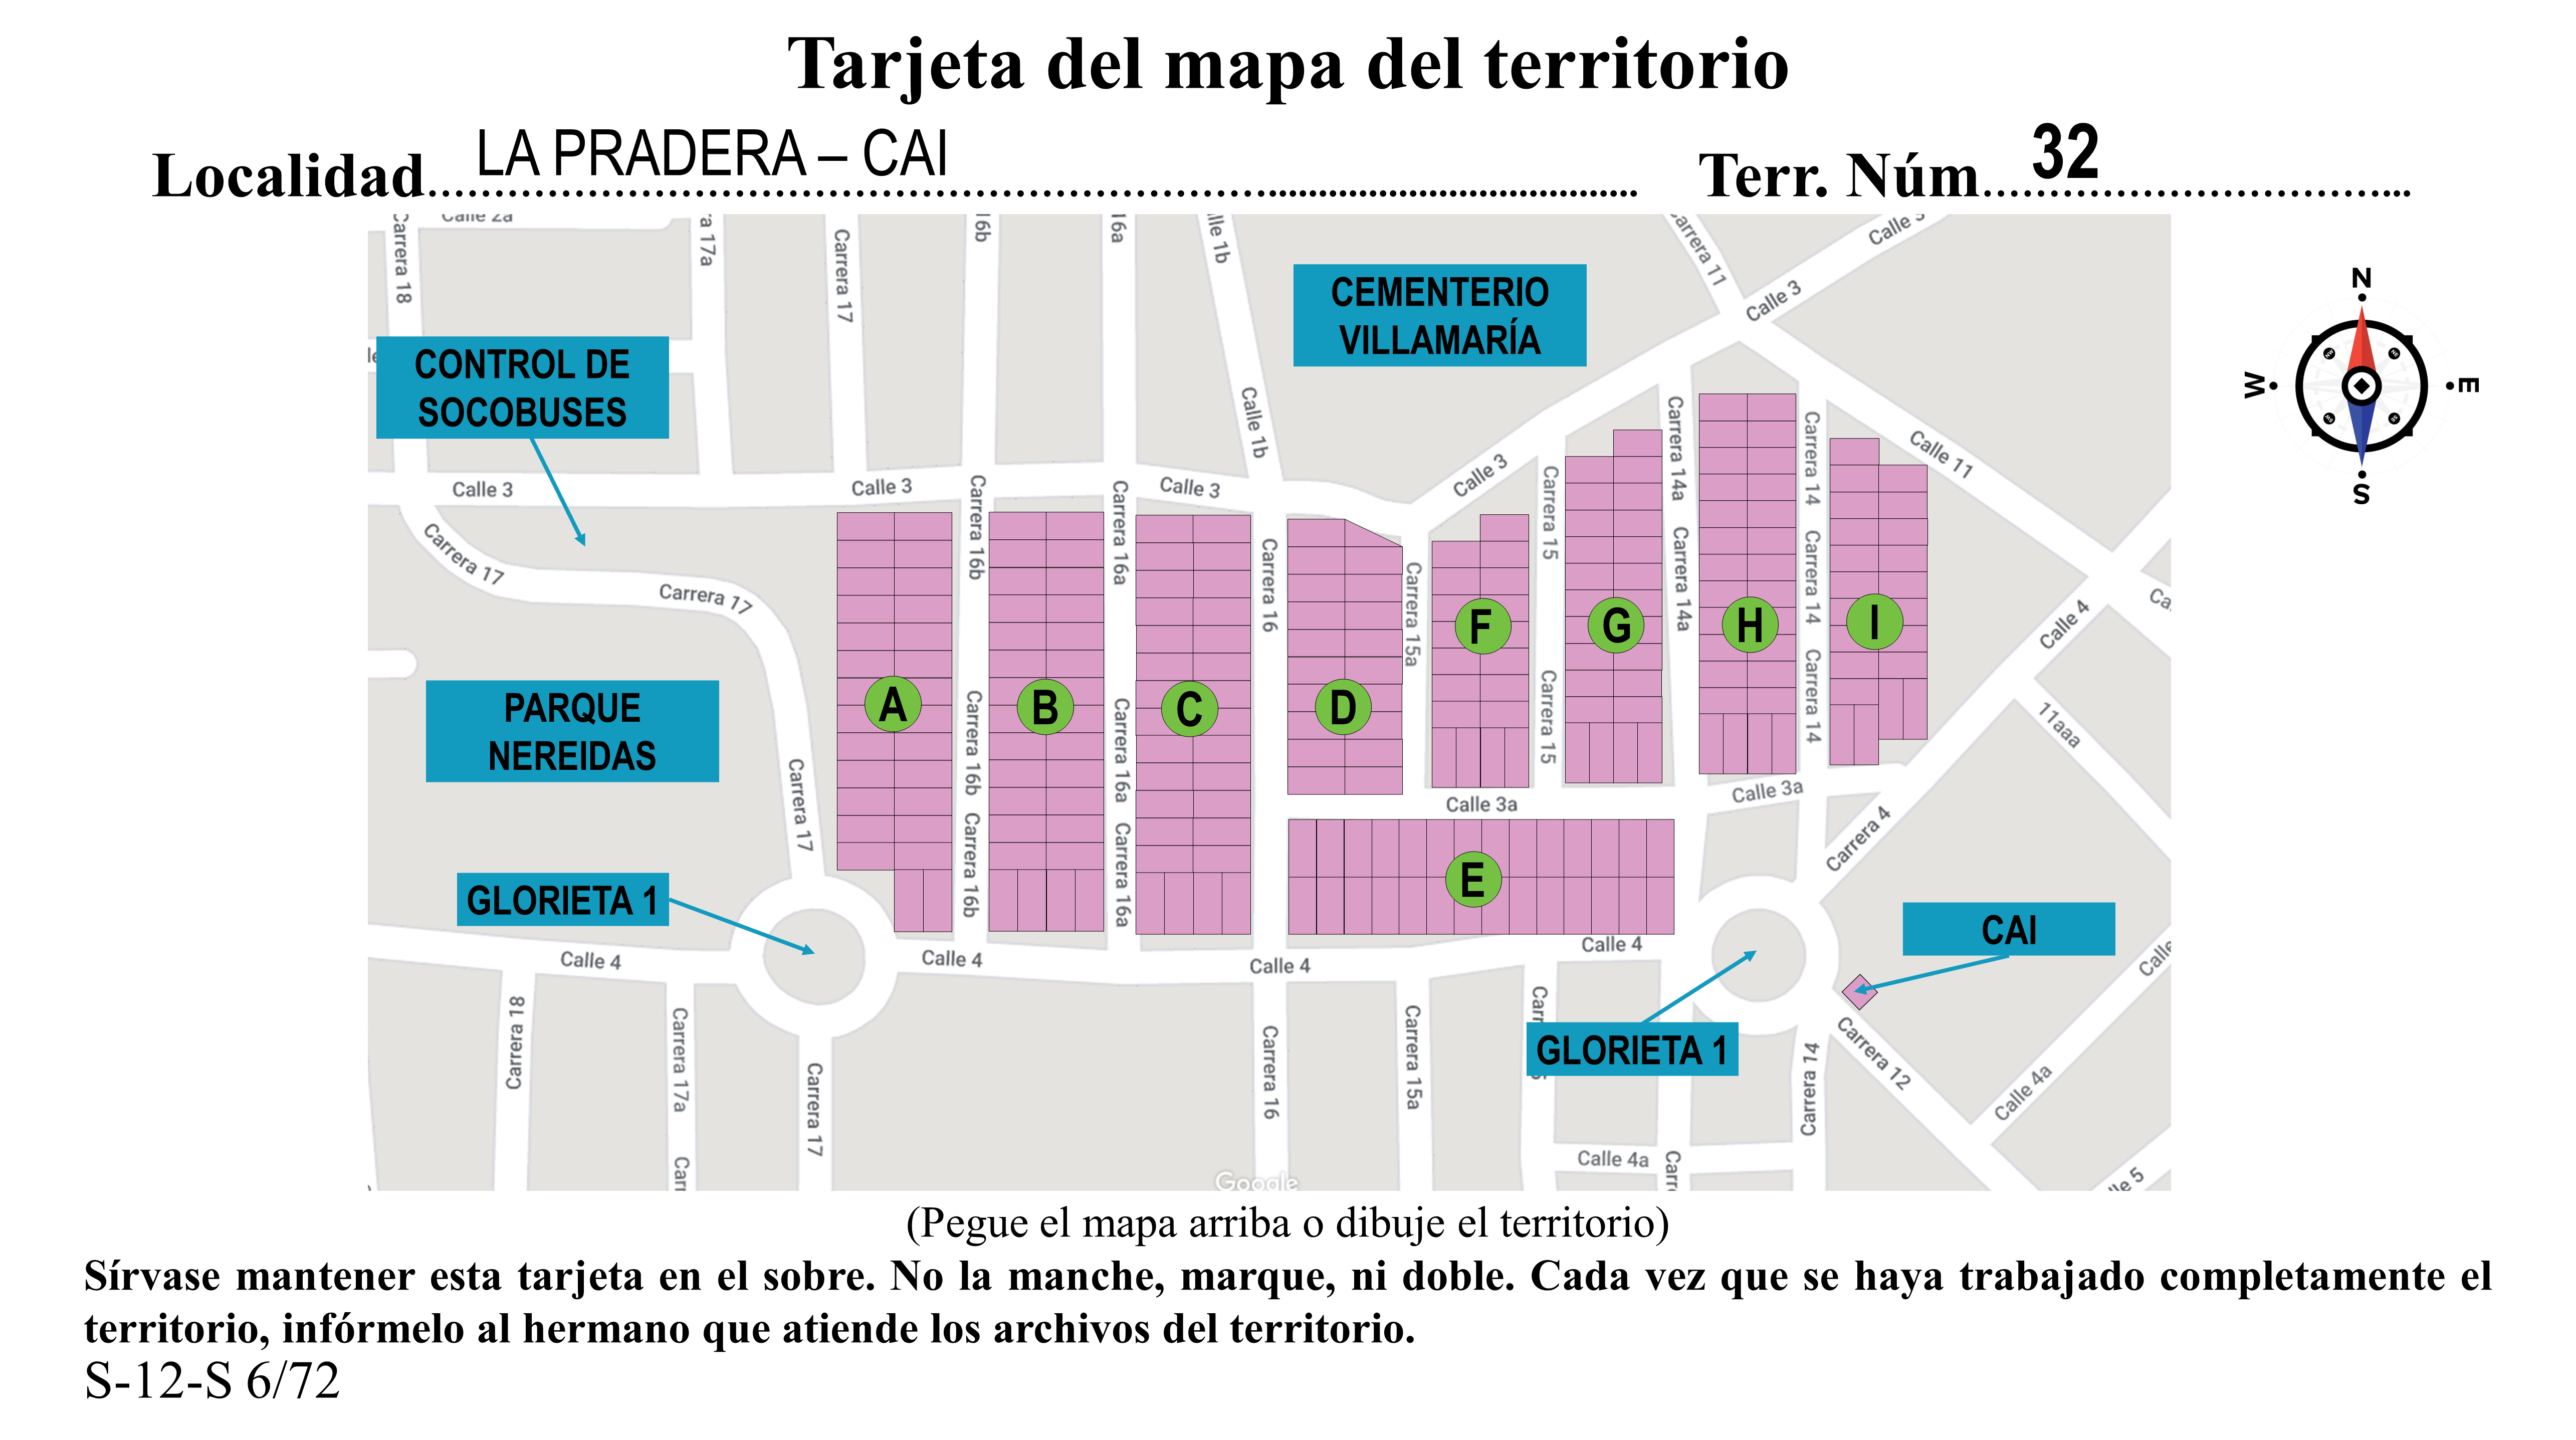 Tarjeta del mapa del territorio
Localidad LA PRADERA – CAI Terr. Núm 32
Calle 2a
Carrera 18
a 17a
Carrera 17
16b
16a
lle 1b
Calle 1b
CEMENTERIO
VILLAMARÍA
Carrera 11
Calle 3
Calle 3
N
W
E
S
CONTROL DE
SOCOBUSES
Calle 3
Calle 3
Calle 3
Calle 3
Calle 11
Carrera 17
Carrera 17
Carrera 17
Carrera 16b
Carrera 16b
Carrera 16b
Carrera 16a
Carrera 16a
Carrera 16a
Carrera 16
Carrera 15a
Carrera 15
Carrera 15
Carrera 14a
Carrera 14a
Carrera 14
Carrera 14
Carrera 14
A
B
C
D
F
G
H
I
E
PARQUE
NEREIDAS
Calle 4
Ca
11aaa
Calle 3a
Calle 3a
Carrera 4
GLORIETA 1
CAI
Calle 4
Calle 4
Calle 4
Calle 4
Calle
Carrera 18
Carrera 17a
Carrera 17
Carrera 16
Carrera 15a
Carr
GLORIETA 1
Carrera 14
Carrera 12
Calle 4a
Calle 4a
Carr
Carr
lle 5
Google
(Pegue el mapa arriba o dibuje el territorio)
Sírvase mantener esta tarjeta en el sobre. No la manche, marque, ni doble. Cada vez que se haya trabajado completamente el
territorio, infórmelo al hermano que atiende los archivos del territorio.
S-12-S 6/72